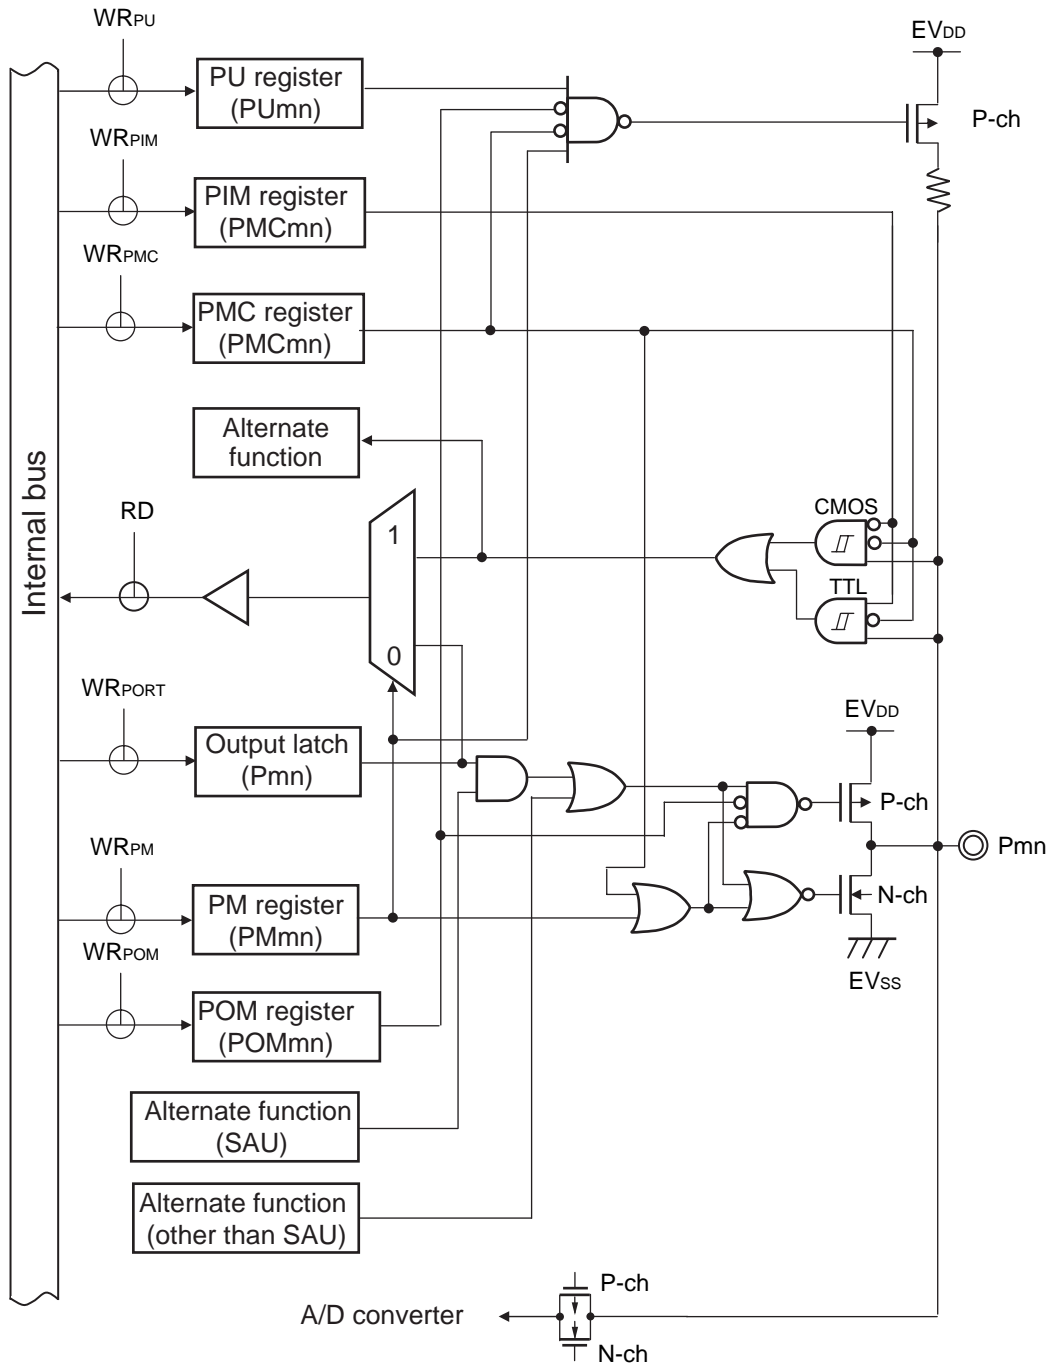 WRPU
EVDD
PU register
(PUmn)
P-ch
WRPIM
PIM register
(PMCmn)
WRPMC
PMC register
(PMCmn)
Alternate
function
Internal bus
RD
1
0
CMOS
TTL
WRPORT
Output latch
(Pmn)
EVDD
P-ch
Pmn
WRPM
PM register
(PMmn)
N-ch
EVSS
WRPOM
POM register
(POMmn)
Alternate function
(SAU)
Alternate function
(other than SAU)
P-ch
A/D converter
N-ch